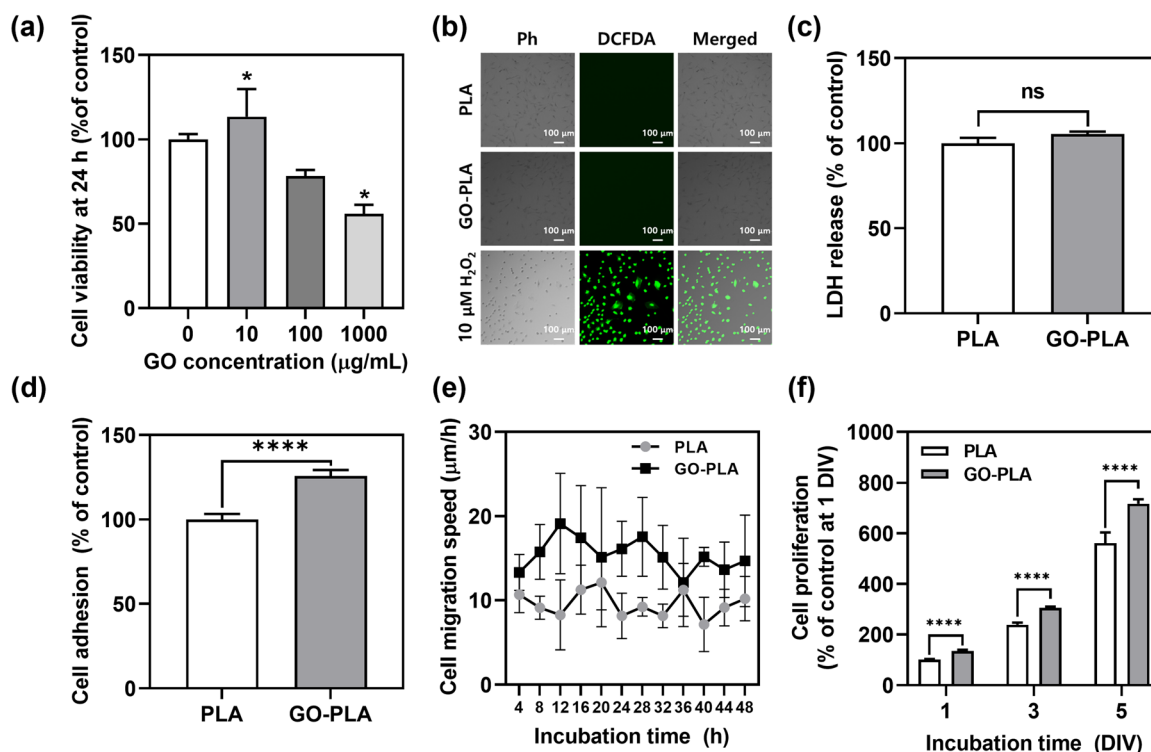 (a)
Cell viability at 24 h (%of control)
150
100
50
0
*
*
0 10 100 1000
GO concentration (μg/mL)
(b)
Ph DCFDA Merged
PLA
100 μm 100 μm 100 μm
GO-PLA
100 μm 100 μm 100 μm
10 μM H₂O₂
100 μm 100 μm 100 μm
(c)
LDH release (% of control)
150
100
50
0
ns
PLA GO-PLA
(d)
Cell adhesion (% of control)
150
100
50
0
****
PLA GO-PLA
(e)
Cell migration speed (μm/h)
30
20
10
0
PLA
GO-PLA
4 8 12 16 20 24 28 32 36 40 44 48
Incubation time (h)
(f)
Cell proliferation
(% of control at 1 DIV)
1000
800
600
400
200
0
PLA
GO-PLA
****
****
****
1 3 5
Incubation time (DIV)